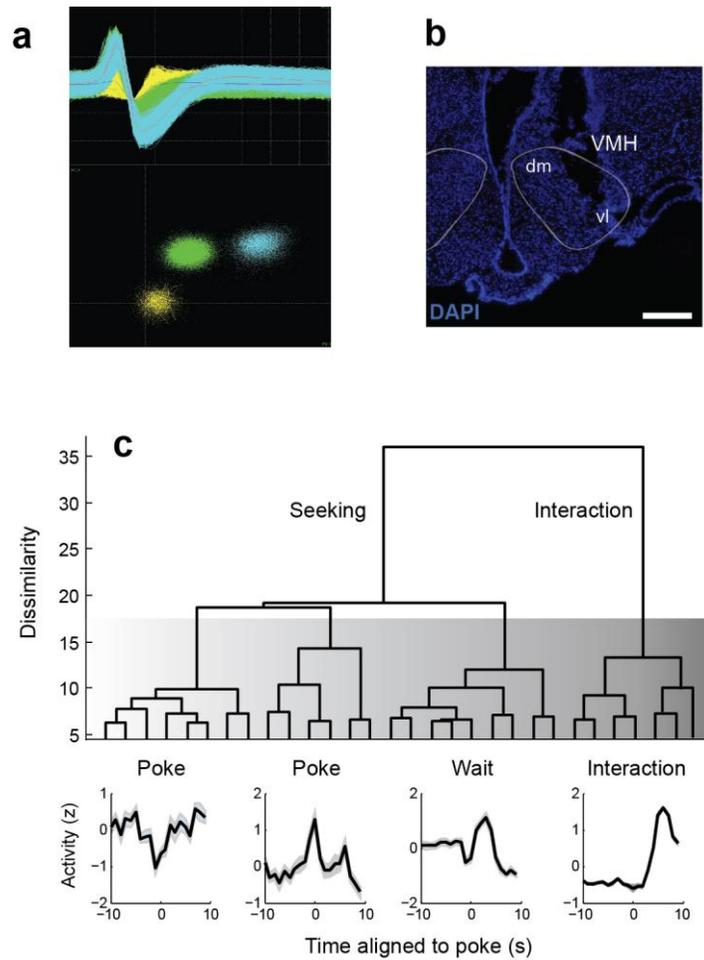 a
b
VMH
dm
vl
DAPI
c
Dissimilarity
35
30
25
20
15
10
5
Seeking
Interaction
Poke
Poke
Wait
Interaction
Activity (z)
1
0
−1
−2
−10
0
10
2
1
0
−1
−10
0
10
2
0
−2
−10
0
10
2
1
0
−1
−10
0
10
Time aligned to poke (s)